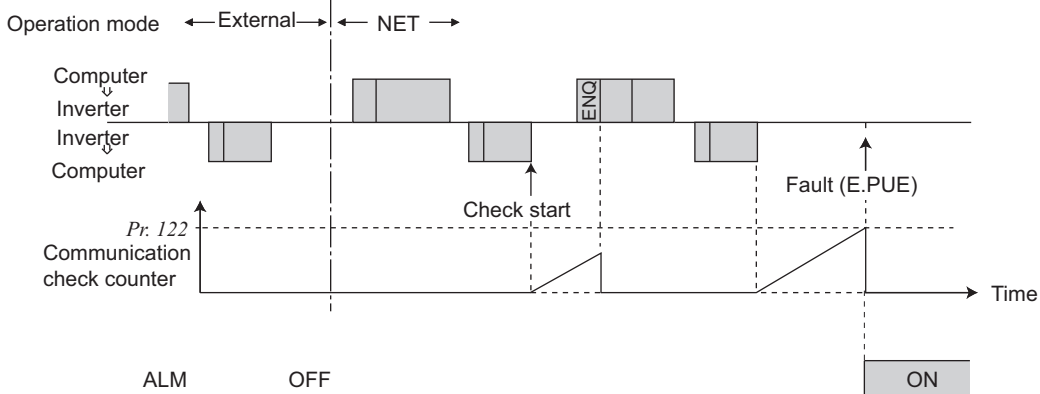 Operation mode
External
NET
Computer
⇩
Inverter
Inverter
⇩
Computer
ENQ
Check start
Fault (E.PUE)
Pr. 122
Communication
check counter
Time
ALM
OFF
ON